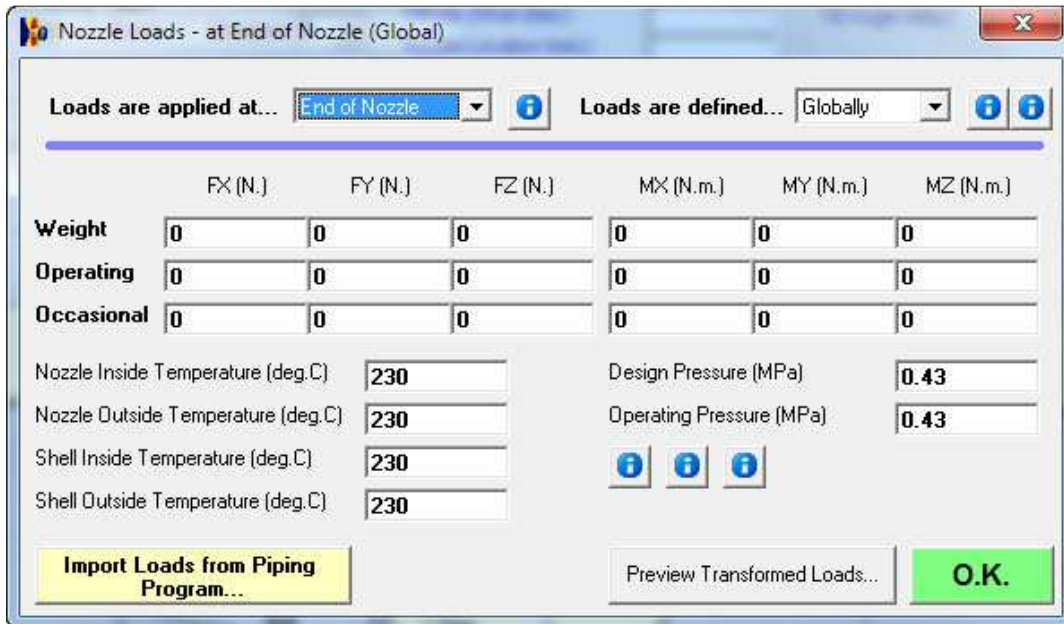 Nozzle Loads - at End of Nozzle (Global)
Loads are applied at... End of Nozzle Loads are defined... Globally
FX (N.) FY (N.) FZ (N.) MX (N.m.) MY (N.m.) MZ (N.m.)
Weight 0 0 0 0 0 0
Operating 0 0 0 0 0 0
Occasional 0 0 0 0 0 0
Nozzle Inside Temperature (deg.C) 230 Design Pressure (MPa) 0.43
Nozzle Outside Temperature (deg.C) 230 Operating Pressure (MPa) 0.43
Shell Inside Temperature (deg.C) 230
Shell Outside Temperature (deg.C) 230
Import Loads from Piping
Program...
Preview Transformed Loads... O.K.